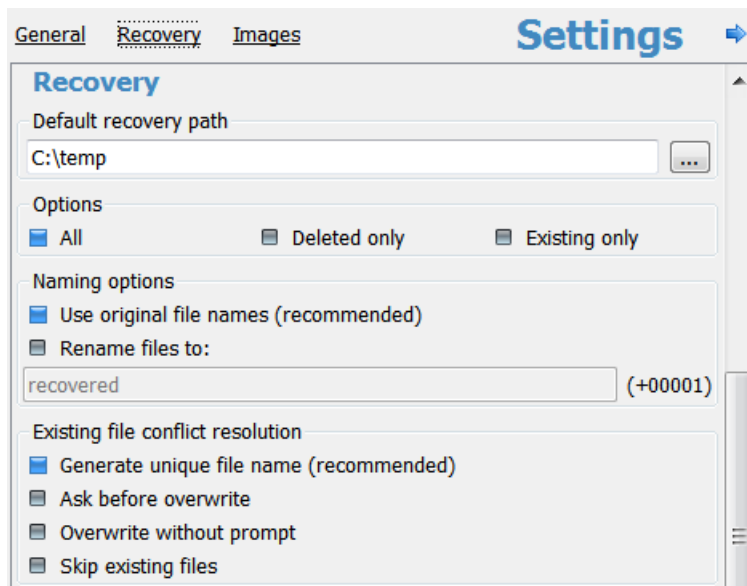 General Recovery Images Settings
Recovery
Default recovery path
C:\temp ...
Options
All Deleted only Existing only
Naming options
Use original file names (recommended)
Rename files to:
recovered (+00001)
Existing file conflict resolution
Generate unique file name (recommended)
Ask before overwrite
Overwrite without prompt
Skip existing files